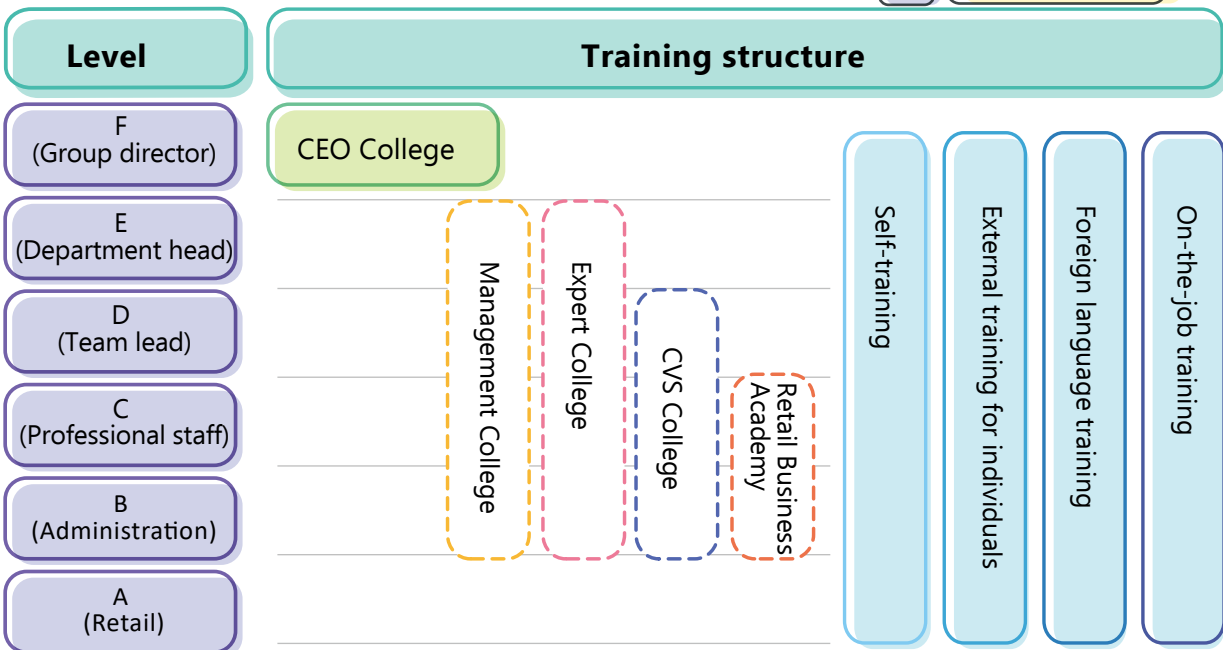 Level
Training structure
F
(Group director)
CEO College
E
(Department head)
D
(Team lead)
C
(Professional staff)
B
(Administration)
A
(Retail)
Management College
Expert College
CVS College
Retail Business
Academy
Self-training
External training for individuals
Foreign language training
On-the-job training